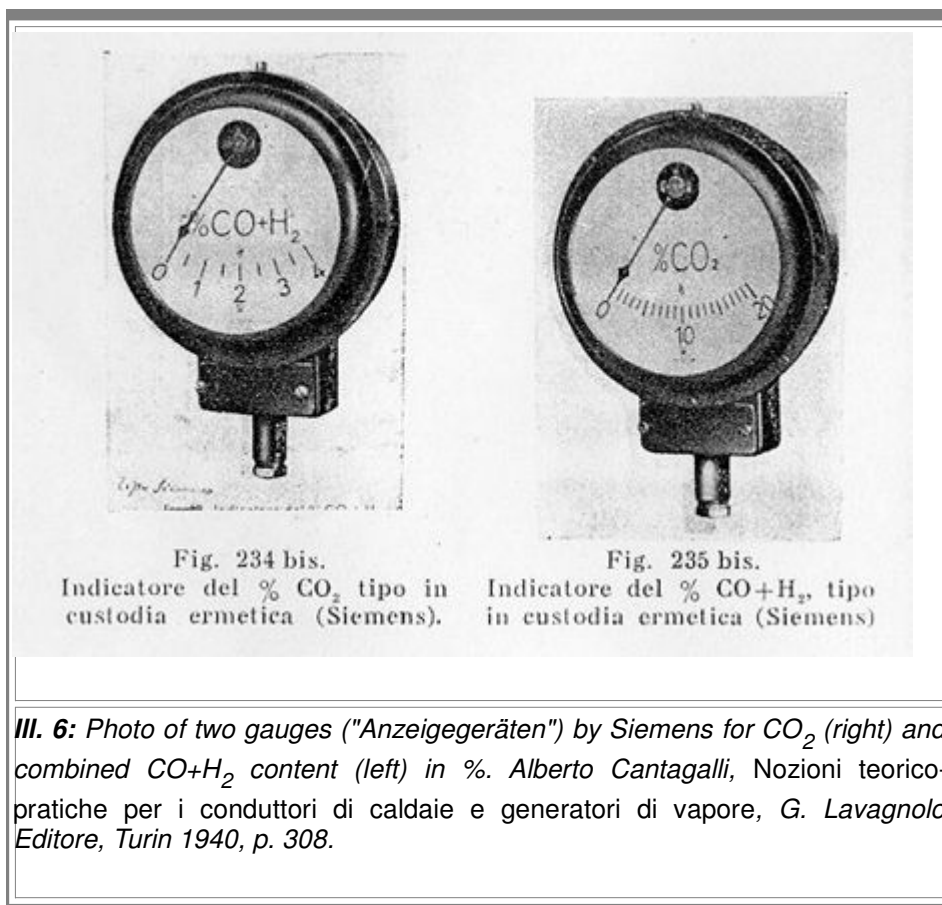 %CO+H₂
0 1 2 3 4
%CO₂
0 10 20
Fig. 234 bis.
Indicatore del % CO₂ tipo in
custodia ermetica (Siemens).
Fig. 235 bis.
Indicatore del % CO+H₂, tipo
in custodia ermetica (Siemens)
Ill. 6: Photo of two gauges ("Anzeigegeräten") by Siemens for CO₂ (right) and
combined CO+H₂ content (left) in %. Alberto Cantagalli, Nozioni teorico-
pratiche per i conduttori di caldaie e generatori di vapore, G. Lavagnolo
Editore, Turin 1940, p. 308.